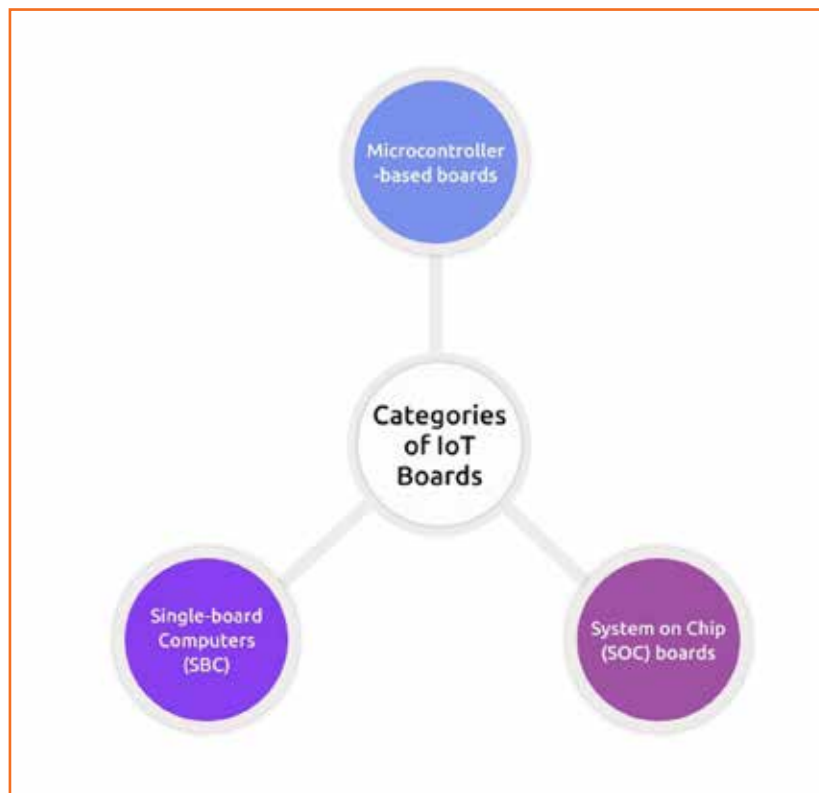 Microcontroller
-based boards
Categories
of IoT
Boards
Single-board
Computers
(SBC)
System on Chip
(SOC) boards